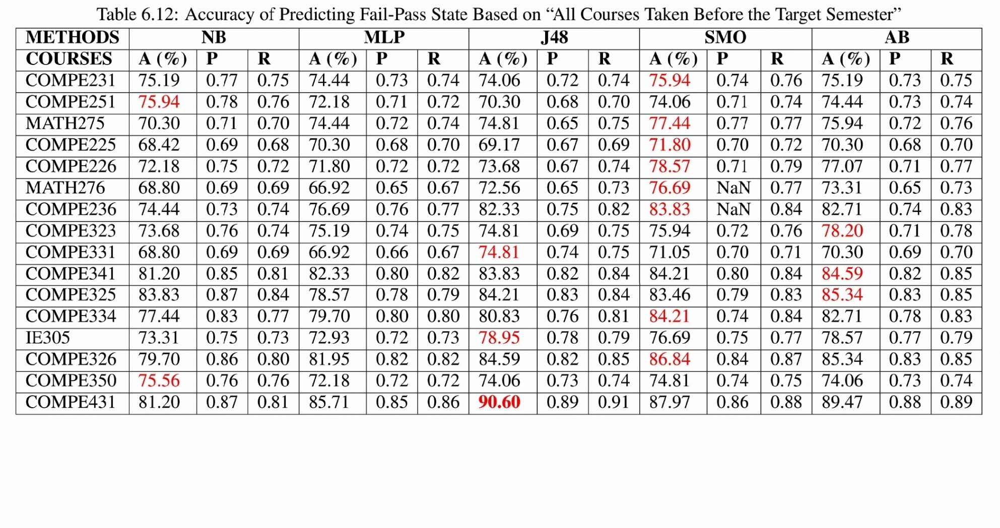 Table 6.12: Accuracy of Predicting Fail-Pass State Based on “All Courses Taken Before the Target Semester”
METHODS NB MLP J48 SMO AB
COURSES A (%) P R A (%) P R A (%) P R A (%) P R A (%) P R
COMPE231 75.19 0.77 0.75 74.44 0.73 0.74 74.06 0.72 0.74 75.94 0.74 0.76 75.19 0.73 0.75
COMPE251 75.94 0.78 0.76 72.18 0.71 0.72 70.30 0.68 0.70 74.06 0.71 0.74 74.44 0.73 0.74
MATH275 70.30 0.71 0.70 74.44 0.72 0.74 74.81 0.65 0.75 77.44 0.77 0.77 75.94 0.72 0.76
COMPE225 68.42 0.69 0.68 70.30 0.68 0.70 69.17 0.67 0.69 71.80 0.70 0.72 70.30 0.68 0.70
COMPE226 72.18 0.75 0.72 71.80 0.72 0.72 73.68 0.67 0.74 78.57 0.71 0.79 77.07 0.71 0.77
MATH276 68.80 0.69 0.69 66.92 0.65 0.67 72.56 0.65 0.73 76.69 NaN 0.77 73.31 0.65 0.73
COMPE236 74.44 0.73 0.74 76.69 0.76 0.77 82.33 0.75 0.82 83.83 NaN 0.84 82.71 0.74 0.83
COMPE323 73.68 0.76 0.74 75.19 0.74 0.75 74.81 0.69 0.75 75.94 0.72 0.76 78.20 0.71 0.78
COMPE331 68.80 0.69 0.69 66.92 0.66 0.67 74.81 0.74 0.75 71.05 0.70 0.71 70.30 0.69 0.70
COMPE341 81.20 0.85 0.81 82.33 0.80 0.82 83.83 0.82 0.84 84.21 0.80 0.84 84.59 0.82 0.85
COMPE325 83.83 0.87 0.84 78.57 0.78 0.79 84.21 0.83 0.84 83.46 0.79 0.83 85.34 0.83 0.85
COMPE334 77.44 0.83 0.77 79.70 0.80 0.80 80.83 0.76 0.81 84.21 0.74 0.84 82.71 0.78 0.83
IE305 73.31 0.75 0.73 72.93 0.72 0.73 78.95 0.78 0.79 76.69 0.75 0.77 78.57 0.77 0.79
COMPE326 79.70 0.86 0.80 81.95 0.82 0.82 84.59 0.82 0.85 86.84 0.84 0.87 85.34 0.83 0.85
COMPE350 75.56 0.76 0.76 72.18 0.72 0.72 74.06 0.73 0.74 74.81 0.74 0.75 74.06 0.73 0.74
COMPE431 81.20 0.87 0.81 85.71 0.85 0.86 90.60 0.89 0.91 87.97 0.86 0.88 89.47 0.88 0.89